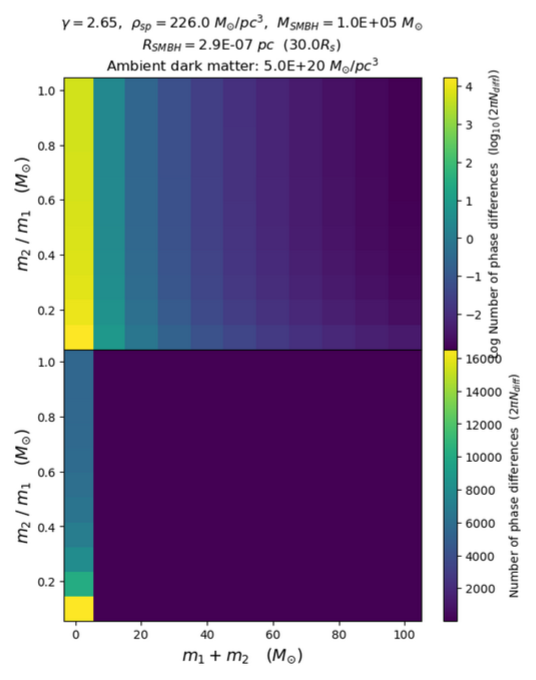 γ = 2.65, ρsp = 226.0 M⊙/pc³, MSMBH = 1.0E+05 M⊙
RSMBH = 2.9E-07 pc (30.0Rs)
Ambient dark matter: 5.0E+20 M⊙/pc³
1.0
0.8
0.6
0.4
0.2
m₂ / m₁ (M⊙)
4
3
2
1
0
−1
−2
Log Number of phase differences (log₁₀(2πNdiff))
1.0
0.8
0.6
0.4
0.2
m₂ / m₁ (M⊙)
0 20 40 60 80 100
m₁ + m₂ (M⊙)
16000
14000
12000
10000
8000
6000
4000
2000
Number of phase differences (2πNdiff)